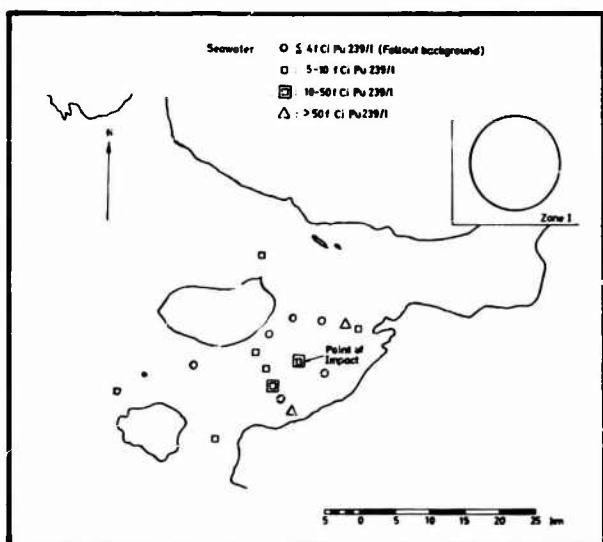 Seawater ≤ 4 f Ci Pu 239/l (Fallout background)
: 5-10 f Ci Pu 239/l
: 10-50 f Ci Pu 239/l
: > 50 f Ci Pu 239/l
N
Zone I
Point of
Impact
5 0 5 10 15 20 25 km